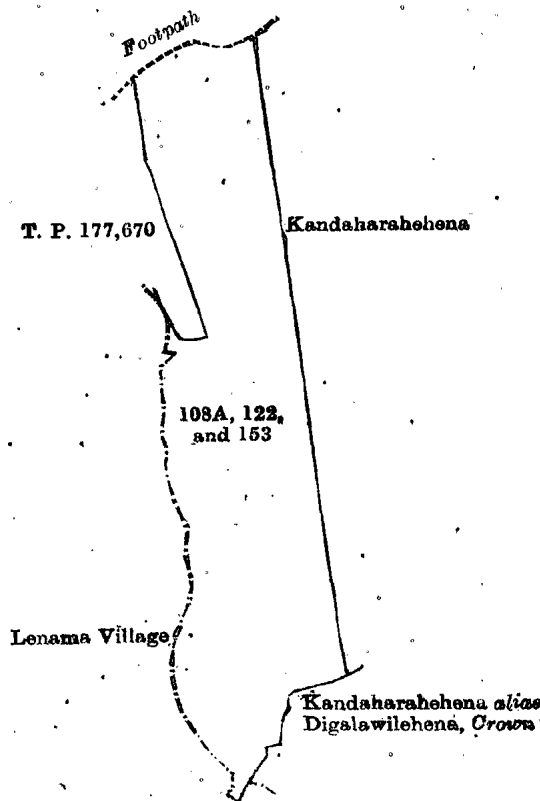 Footpath
T. P. 177,670
Kandaharahehena
108A, 122,
and 153
Lenama Village
Kandaharahehena alias
Digalawilehena, Crown